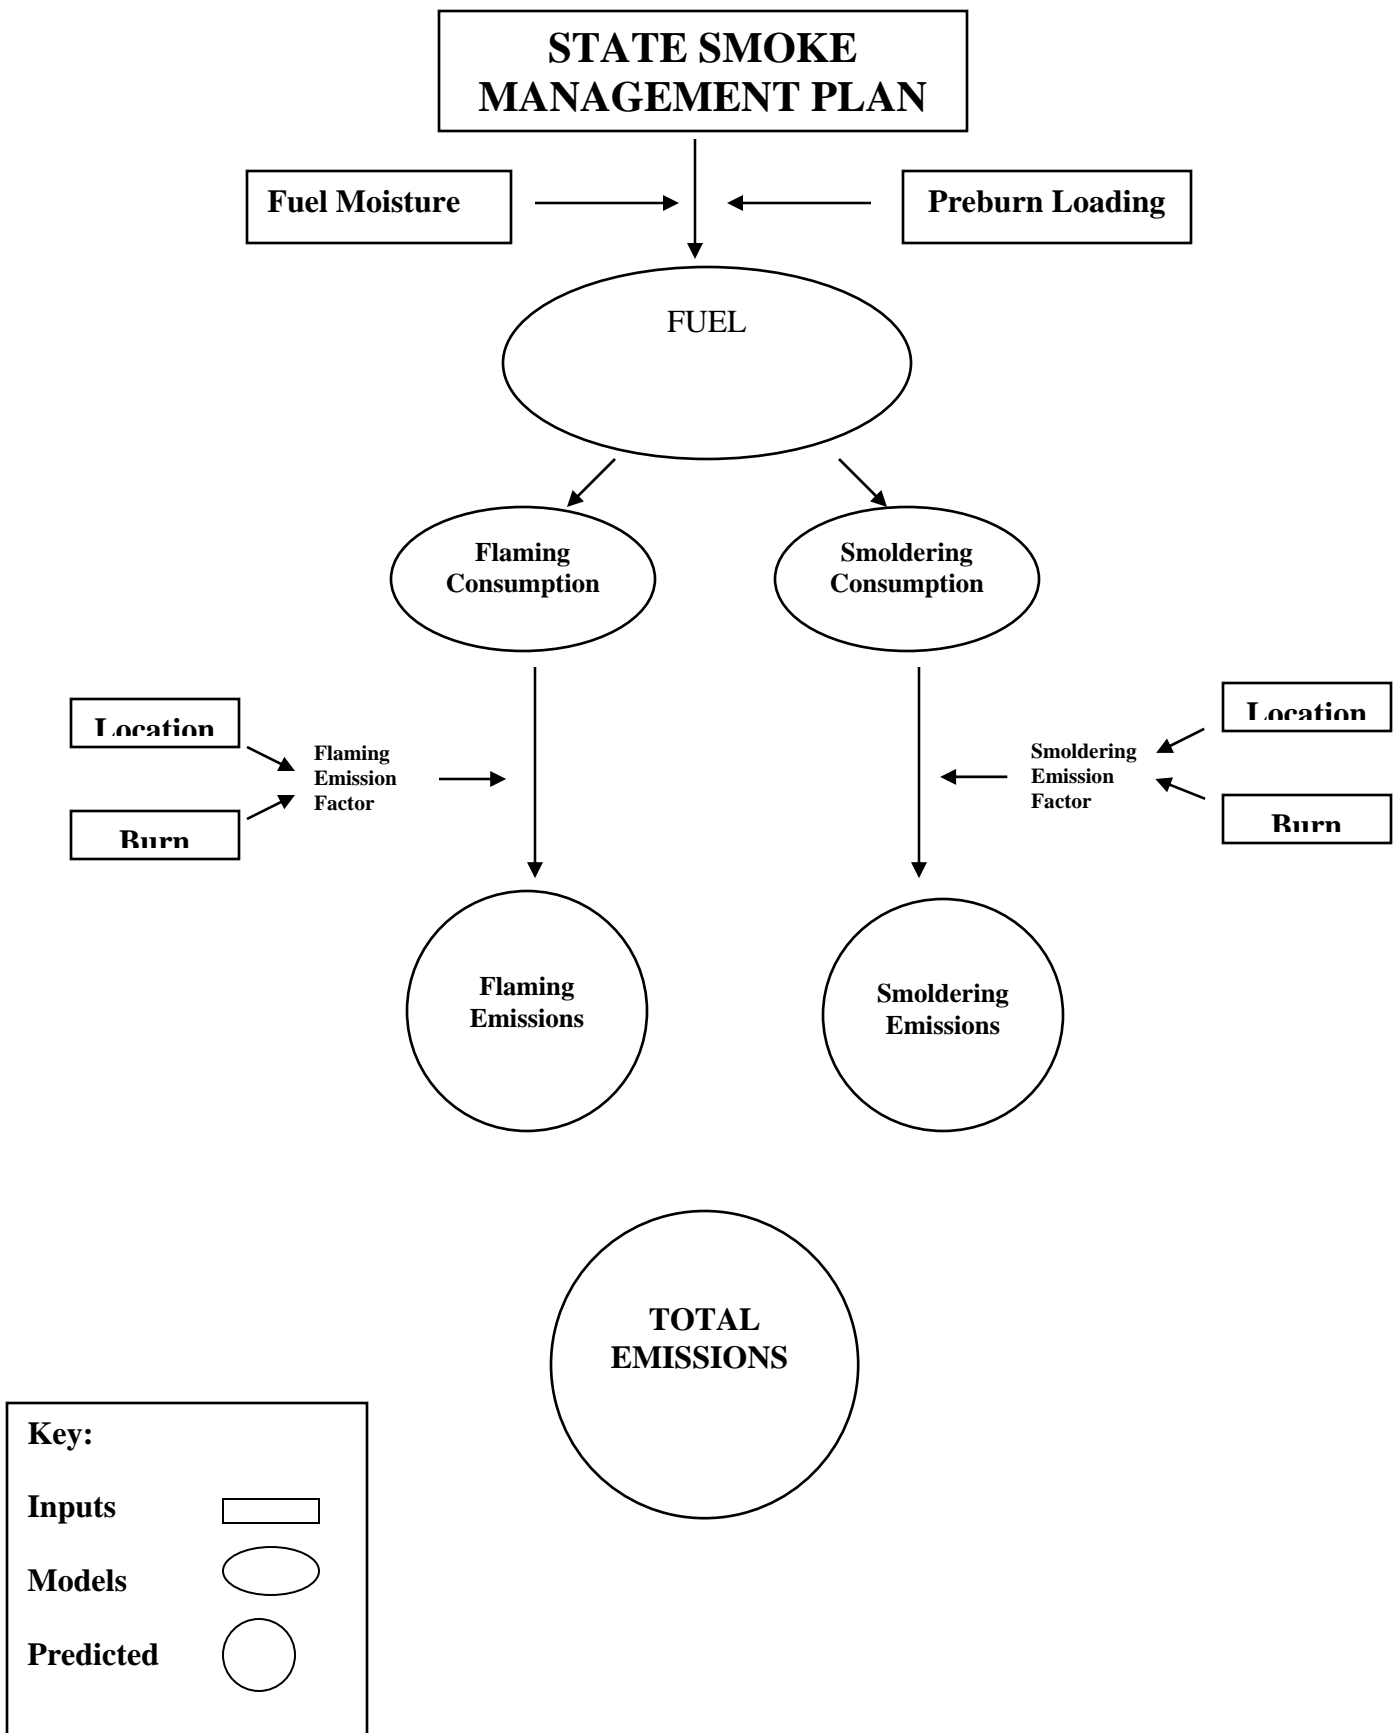 STATE SMOKE
MANAGEMENT PLAN
Fuel Moisture
Preburn Loading
FUEL
Flaming
Consumption
Smoldering
Consumption
Location
Burn
Flaming
Emission
Factor
Smoldering
Emission
Factor
Location
Burn
Flaming
Emissions
Smoldering
Emissions
TOTAL
EMISSIONS
Key:
Inputs
Models
Predicted